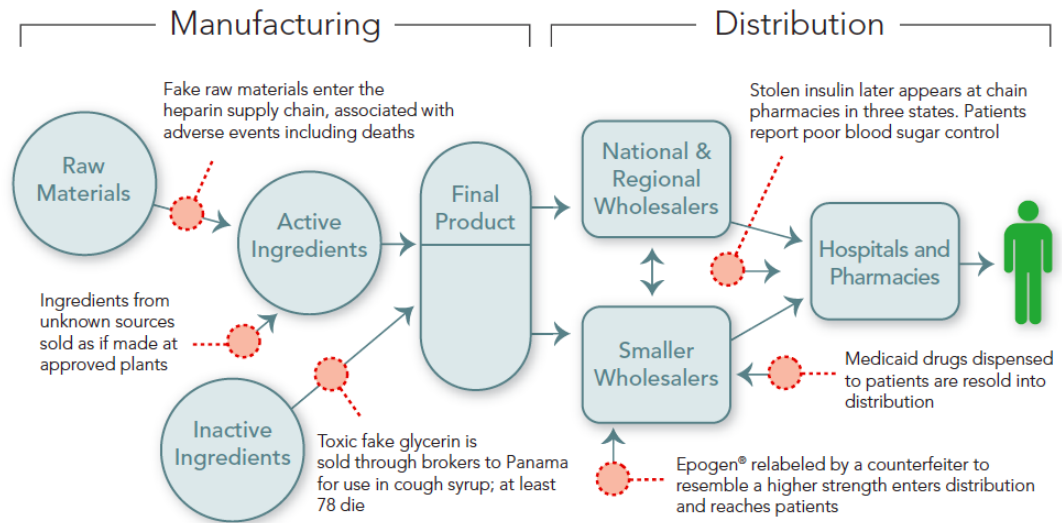 Manufacturing
Distribution
Fake raw materials enter the
heparin supply chain, associated with
adverse events including deaths
Stolen insulin later appears at chain
pharmacies in three states. Patients
report poor blood sugar control
Raw
Materials
Active
Ingredients
Final
Product
National &
Regional
Wholesalers
Hospitals and
Pharmacies
Ingredients from
unknown sources
sold as if made at
approved plants
Smaller
Wholesalers
Medicaid drugs dispensed
to patients are resold into
distribution
Inactive
Ingredients
Toxic fake glycerin is
sold through brokers to Panama
for use in cough syrup; at least
78 die
Epogen® relabeled by a counterfeiter to
resemble a higher strength enters distribution
and reaches patients